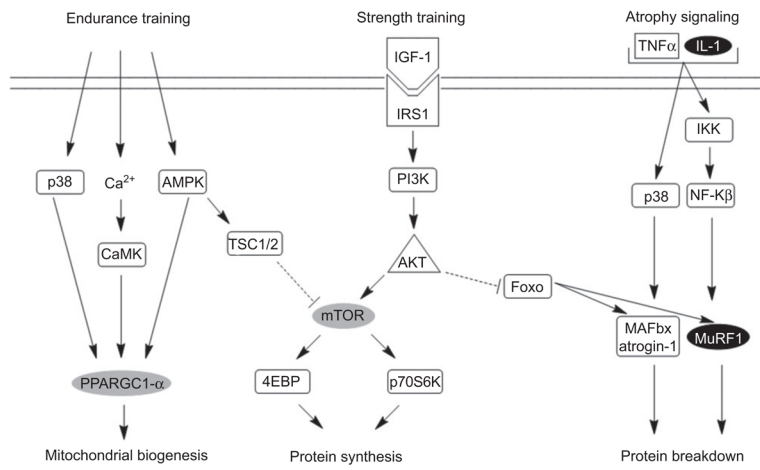 Endurance training
Strength training
Atrophy signaling
TNFα
IL-1
IGF-1
IRS1
IKK
p38
Ca²⁺
AMPK
PI3K
p38
NF-Kβ
TSC1/2
CaMK
AKT
Foxo
mTOR
MAFbx
atrogin-1
MuRF1
PPARGC1-α
4EBP
p70S6K
Mitochondrial biogenesis
Protein synthesis
Protein breakdown